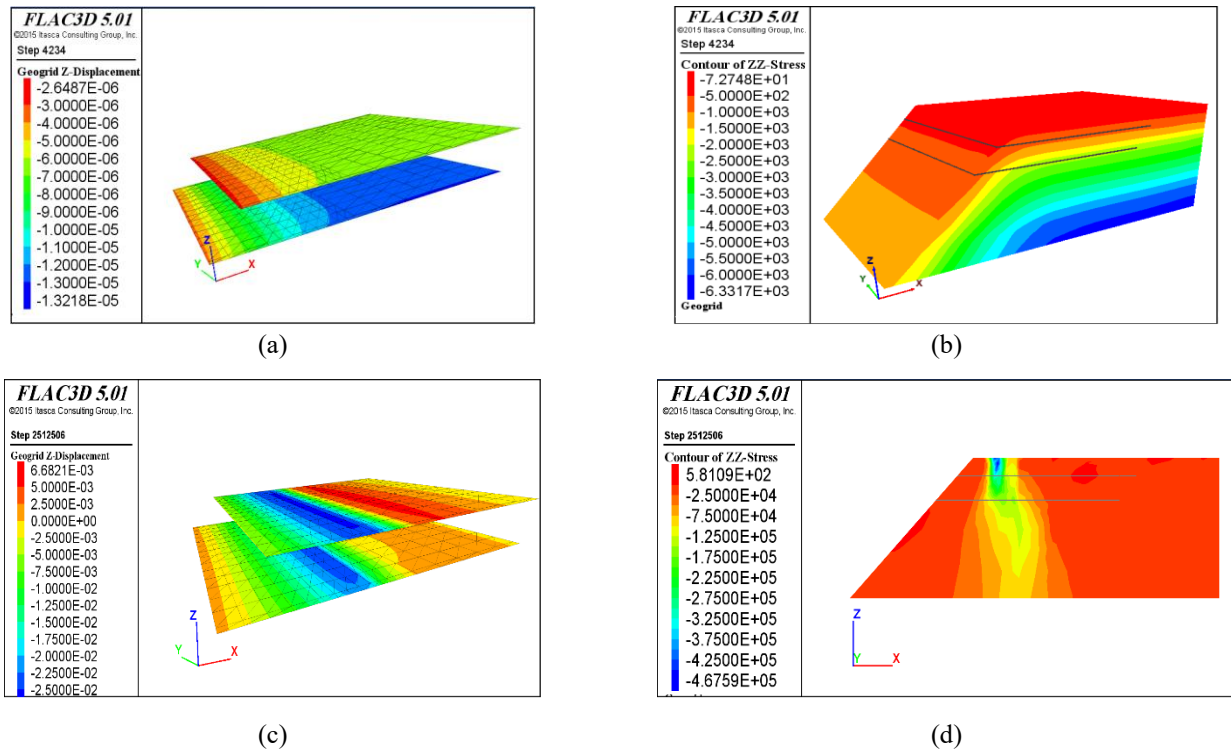 FLAC3D 5.01
©2015 Itasca Consulting Group, Inc.
Step 4234
Geogrid Z-Displacement
-2.6487E-06
-3.0000E-06
-4.0000E-06
-5.0000E-06
-6.0000E-06
-7.0000E-06
-8.0000E-06
-9.0000E-06
-1.0000E-05
-1.1000E-05
-1.2000E-05
-1.3000E-05
-1.3218E-05
Z
Y
X
(a)
FLAC3D 5.01
©2015 Itasca Consulting Group, Inc.
Step 4234
Contour of ZZ-Stress
-7.2748E+01
-5.0000E+02
-1.5000E+03
-2.0000E+03
-2.5000E+03
-3.0000E+03
-3.5000E+03
-4.0000E+03
-4.5000E+03
-5.0000E+03
-5.5000E+03
-6.0000E+03
-6.3317E+03
Geogrid
Z
Y
X
(b)
FLAC3D 5.01
©2015 Itasca Consulting Group, Inc.
Step 2512506
Geogrid Z-Displacement
6.6821E-03
5.0000E-03
2.5000E-03
0.0000E+00
-2.5000E-03
-5.0000E-03
-7.5000E-03
-1.0000E-02
-1.2500E-02
-1.5000E-02
-1.7500E-02
-2.0000E-02
-2.2500E-02
-2.5000E-02
Z
Y
X
(c)
FLAC3D 5.01
©2015 Itasca Consulting Group, Inc.
Step 2512506
Contour of ZZ-Stress
5.8109E+02
-2.5000E+04
-7.5000E+04
-1.2500E+05
-1.7500E+05
-2.2500E+05
-2.7500E+05
-3.2500E+05
-3.7500E+05
-4.2500E+05
-4.6759E+05
Z
Y
X
(d)